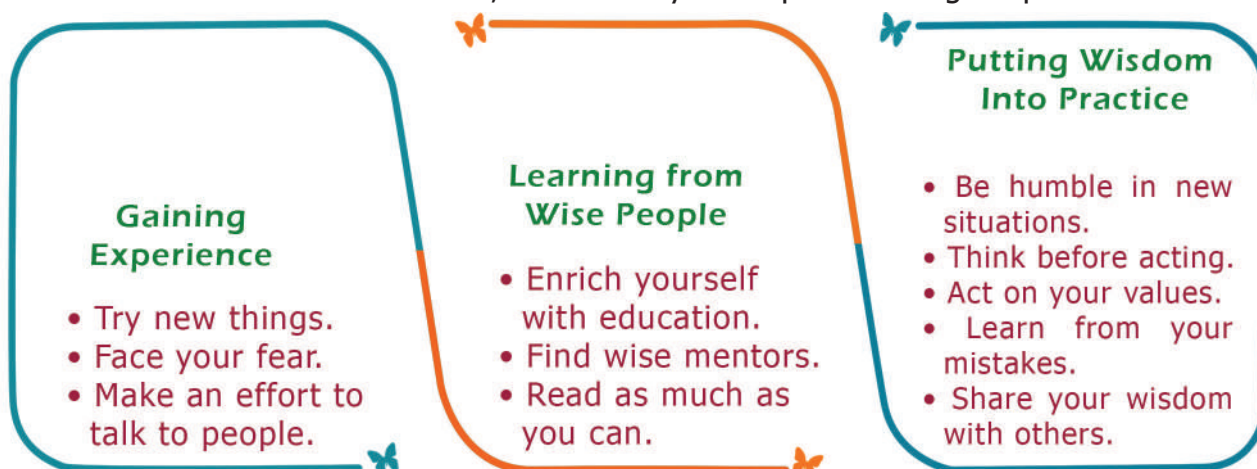 Gaining
Experience
• Try new things.
• Face your fear.
• Make an effort to
talk to people.
Learning from
Wise People
• Enrich yourself
with education.
• Find wise mentors.
• Read as much as
you can.
Putting Wisdom
Into Practice
• Be humble in new
situations.
• Think before acting.
• Act on your values.
• Learn from your
mistakes.
• Share your wisdom
with others.